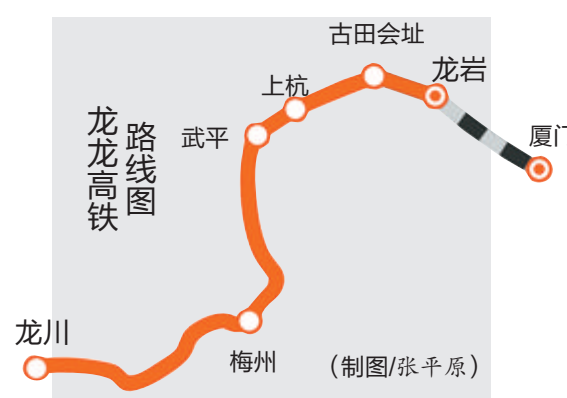 古田会址
龙岩
上杭
武平
厦门
龙龙高铁
路线图
龙川
梅州
（制图/张平原）